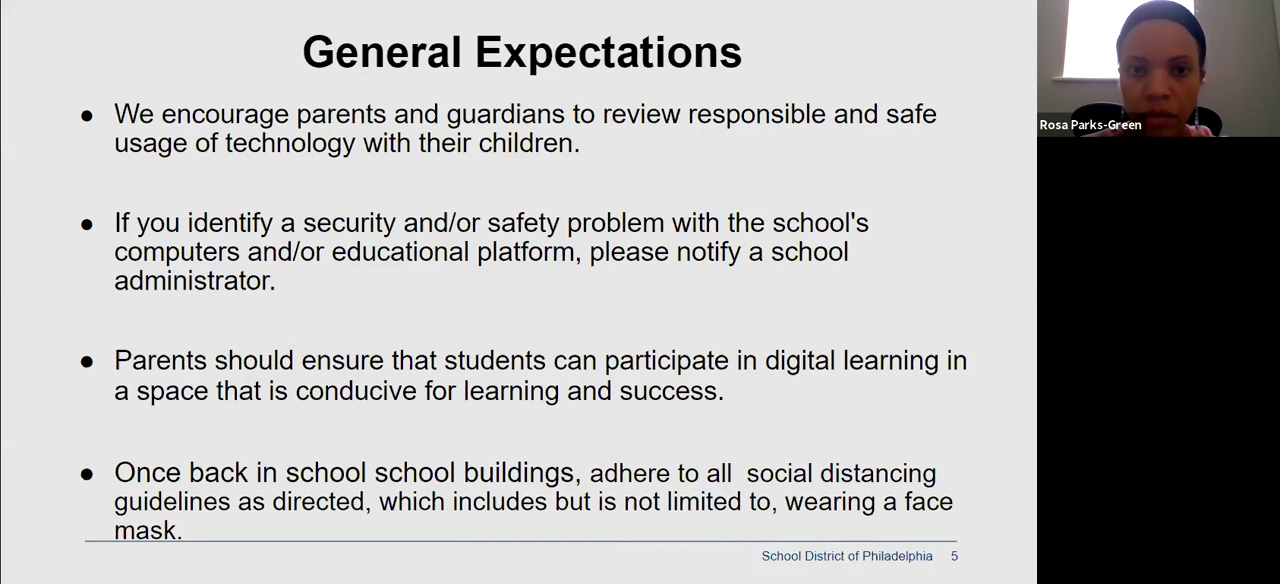 General Expectations
● We encourage parents and guardians to review responsible and safe
usage of technology with their children.
● If you identify a security and/or safety problem with the school's
computers and/or educational platform, please notify a school
administrator.
● Parents should ensure that students can participate in digital learning in
a space that is conducive for learning and success.
● Once back in school school buildings, adhere to all  social distancing
guidelines as directed, which includes but is not limited to, wearing a face
mask.
School District of Philadelphia 5
Rosa Parks-Green